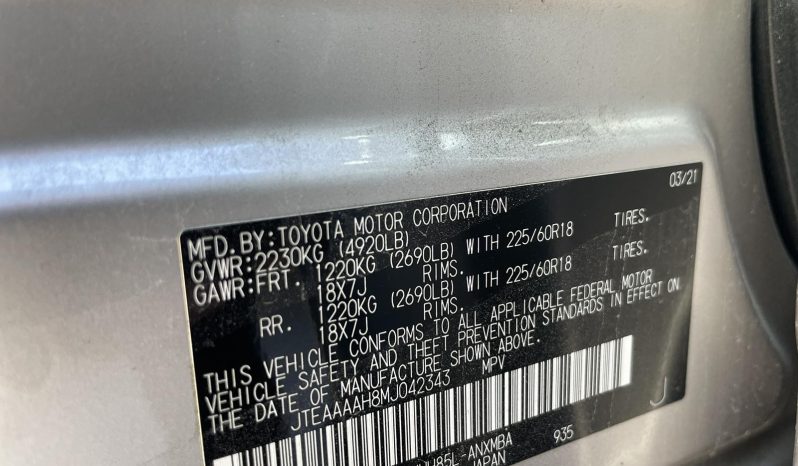 03/21
MFD. BY:TOYOTA MOTOR CORPORATION
GVWR:2230KG (4920LB)
GAWR:FRT. 1220KG (2690LB) WITH 225/60R18 TIRES.
18X7J RIMS.
RR. 1220KG (2690LB) WITH 225/60R18 TIRES.
18X7J RIMS.
THIS VEHICLE CONFORMS TO ALL APPLICABLE FEDERAL MOTOR
VEHICLE SAFETY AND THEFT PREVENTION STANDARDS IN EFFECT ON
THE DATE OF MANUFACTURE SHOWN ABOVE.
JTEAAAAH8MJ042343 MPV
J
935
JAPAN